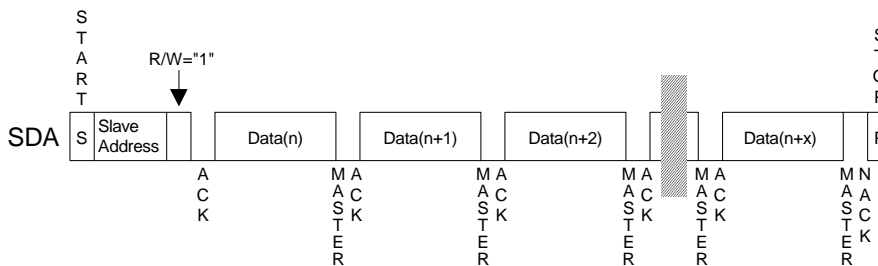 START
R/W="1"
SDA
S
Slave
Address
Data(n)
Data(n+1)
Data(n+2)
Data(n+x)
ACK
MASTER
ACK
MASTER
ACK
MASTER
ACK
MASTER
ACK
MASTER
NACK